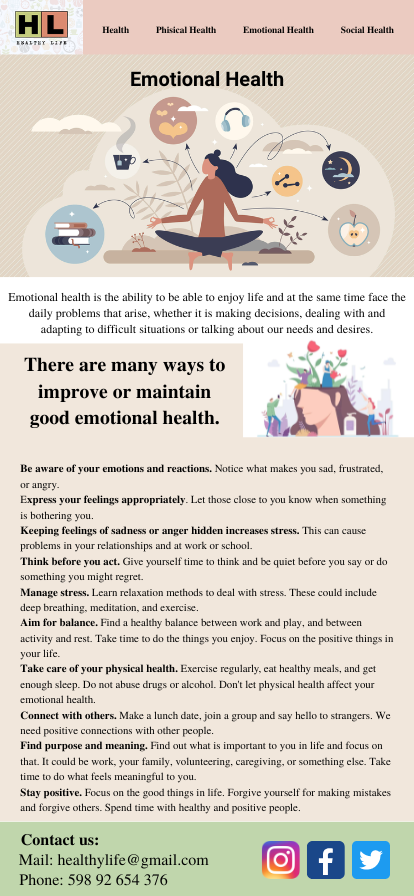 HL
HEALTHY LIFE
Health Phisical Health Emotional Health Social Health
Emotional Health
Emotional health is the ability to be able to enjoy life and at the same time face the
daily problems that arise, whether it is making decisions, dealing with and
adapting to difficult situations or talking about our needs and desires.
There are many ways to
improve or maintain
good emotional health.
Be aware of your emotions and reactions. Notice what makes you sad, frustrated,
or angry.
Express your feelings appropriately. Let those close to you know when something
is bothering you.
Keeping feelings of sadness or anger hidden increases stress. This can cause
problems in your relationships and at work or school.
Think before you act. Give yourself time to think and be quiet before you say or do
something you might regret.
Manage stress. Learn relaxation methods to deal with stress. These could include
deep breathing, meditation, and exercise.
Aim for balance. Find a healthy balance between work and play, and between
activity and rest. Take time to do the things you enjoy. Focus on the positive things in
your life.
Take care of your physical health. Exercise regularly, eat healthy meals, and get
enough sleep. Do not abuse drugs or alcohol. Don't let physical health affect your
emotional health.
Connect with others. Make a lunch date, join a group and say hello to strangers. We
need positive connections with other people.
Find purpose and meaning. Find out what is important to you in life and focus on
that. It could be work, your family, volunteering, caregiving, or something else. Take
time to do what feels meaningful to you.
Stay positive. Focus on the good things in life. Forgive yourself for making mistakes
and forgive others. Spend time with healthy and positive people.
Contact us:
Mail: healthylife@gmail.com
Phone: 598 92 654 376